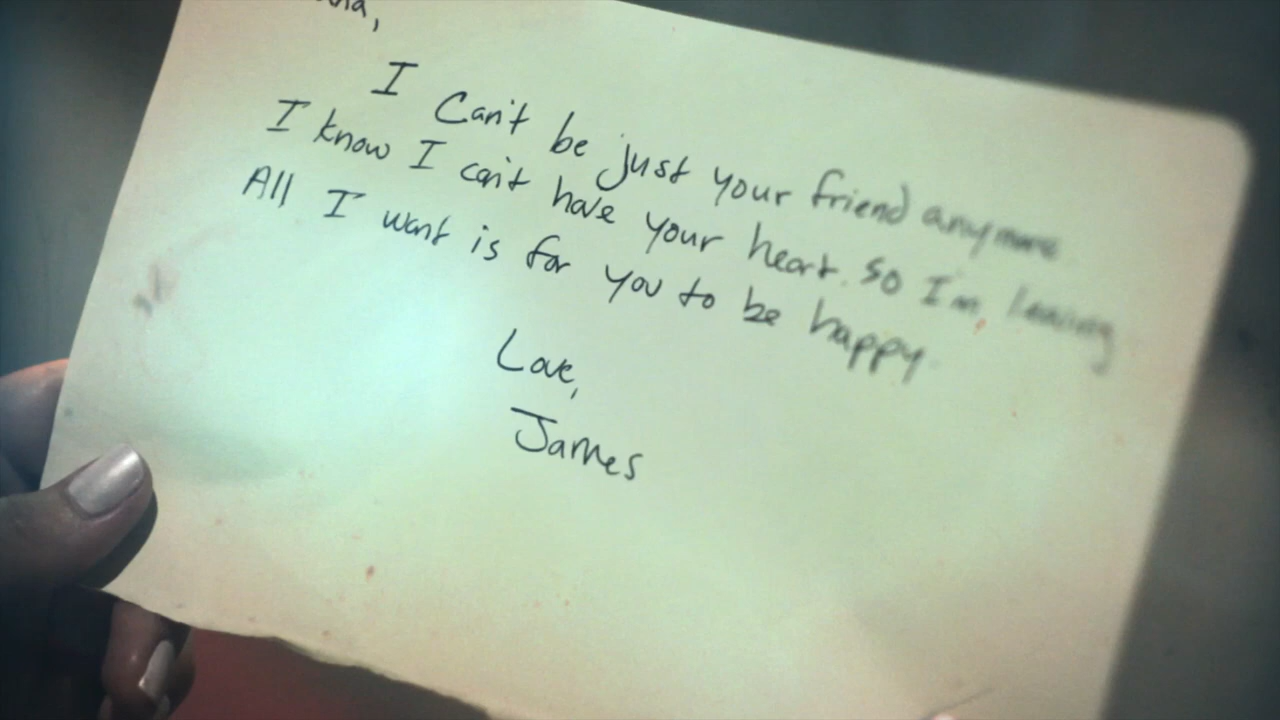 I Can't be just your friend anymore
I know I can't have your heart. So I'm leaving
All I want is for you to be happy
Love,
James